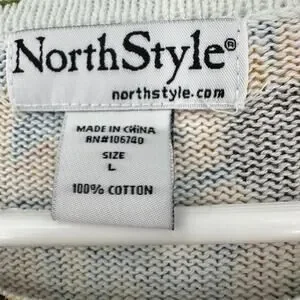 NorthStyle®
northstyle.com
MADE IN CHINA
RN#106740
SIZE
L
100% COTTON